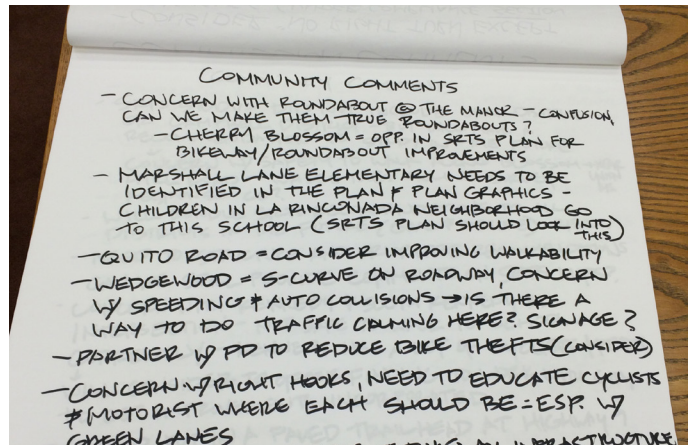 COMMUNITY COMMENTS
- CONCERN WITH ROUNDABOUT @ THE MANOR - CONFUSION,
CAN WE MAKE THEM TRUE ROUNDABOUTS?
- CHERRY BLOSSOM = OPP. IN SRTS PLAN FOR
BIKEWAY/ROUNDABOUT IMPROVEMENTS
- MARSHALL LANE ELEMENTARY NEEDS TO BE
IDENTIFIED IN THE PLAN & PLAN GRAPHICS -
CHILDREN IN LA RINCONADA NEIGHBORHOOD GO
TO THIS SCHOOL (SRTS PLAN SHOULD LOOK INTO
THIS)
- QUITO ROAD = CONSIDER IMPROVING WALKABILITY
- WEDGEWOOD = S-CURVE ON ROADWAY, CONCERN
W/ SPEEDING & AUTO COLLISIONS → IS THERE A
WAY TO DO TRAFFIC CALMING HERE? SIGNAGE?
- PARTNER W/ PD TO REDUCE BIKE THEFTS (CONSIDER)
- CONCERN W/ RIGHT HOOKS, NEED TO EDUCATE CYCLISTS
& MOTORIST WHERE EACH SHOULD BE = ESP. W/
GREEN LANES